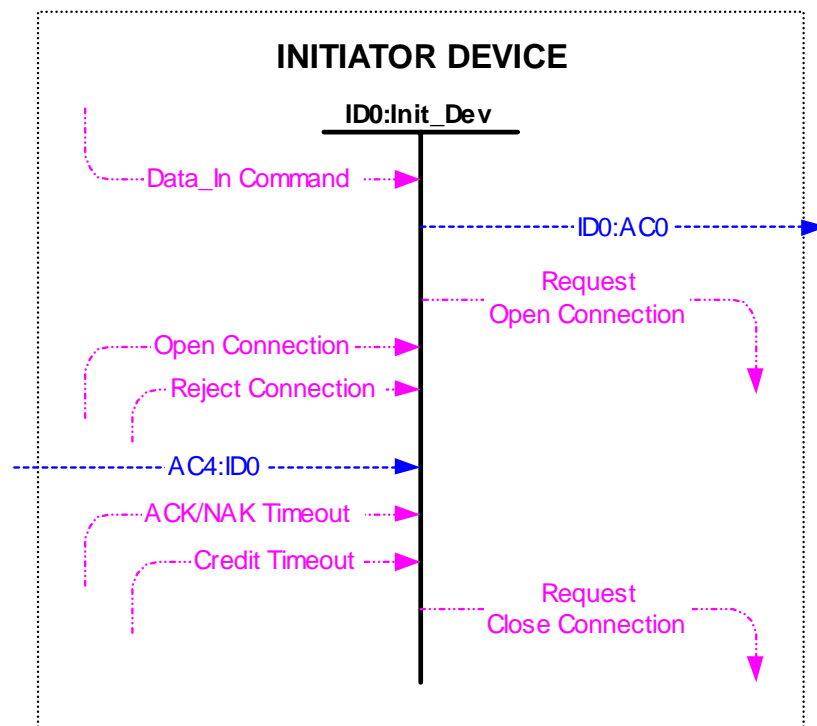 INITIATOR DEVICE
ID0:Init_Dev
Data_In Command
ID0:AC0
Request
Open Connection
Open Connection
Reject Connection
AC4:ID0
ACK/NAK Timeout
Credit Timeout
Request
Close Connection